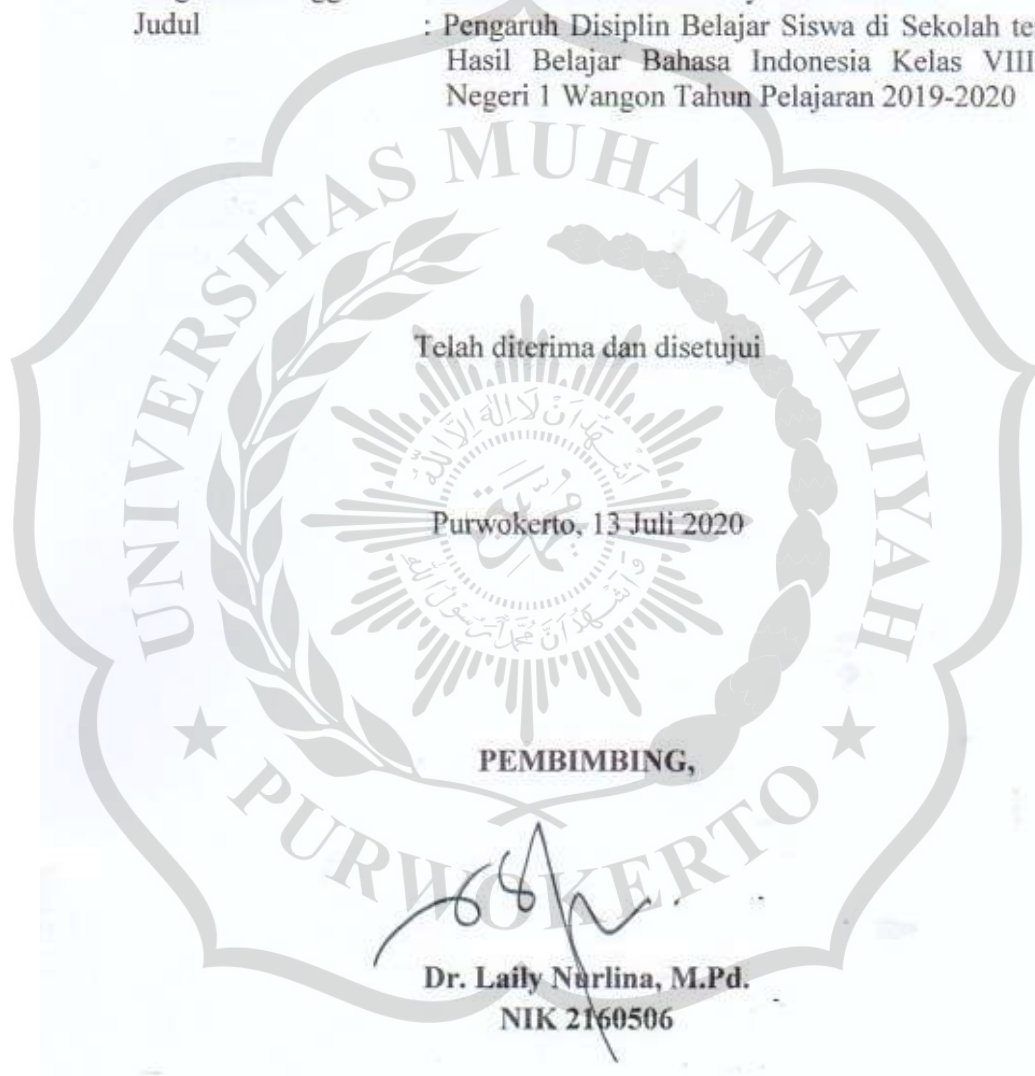 Judul : Pengaruh Disiplin Belajar Siswa di Sekolah te
Hasil Belajar Bahasa Indonesia Kelas VIII
Negeri 1 Wangon Tahun Pelajaran 2019-2020
UNIVERSITAS MUHAMMADIYAH
Telah diterima dan disetujui
Purwokerto, 13 Juli 2020
PEMBIMBING,
PURWOKERTO
Dr. Laily Nurlina, M.Pd.
NIK 2160506